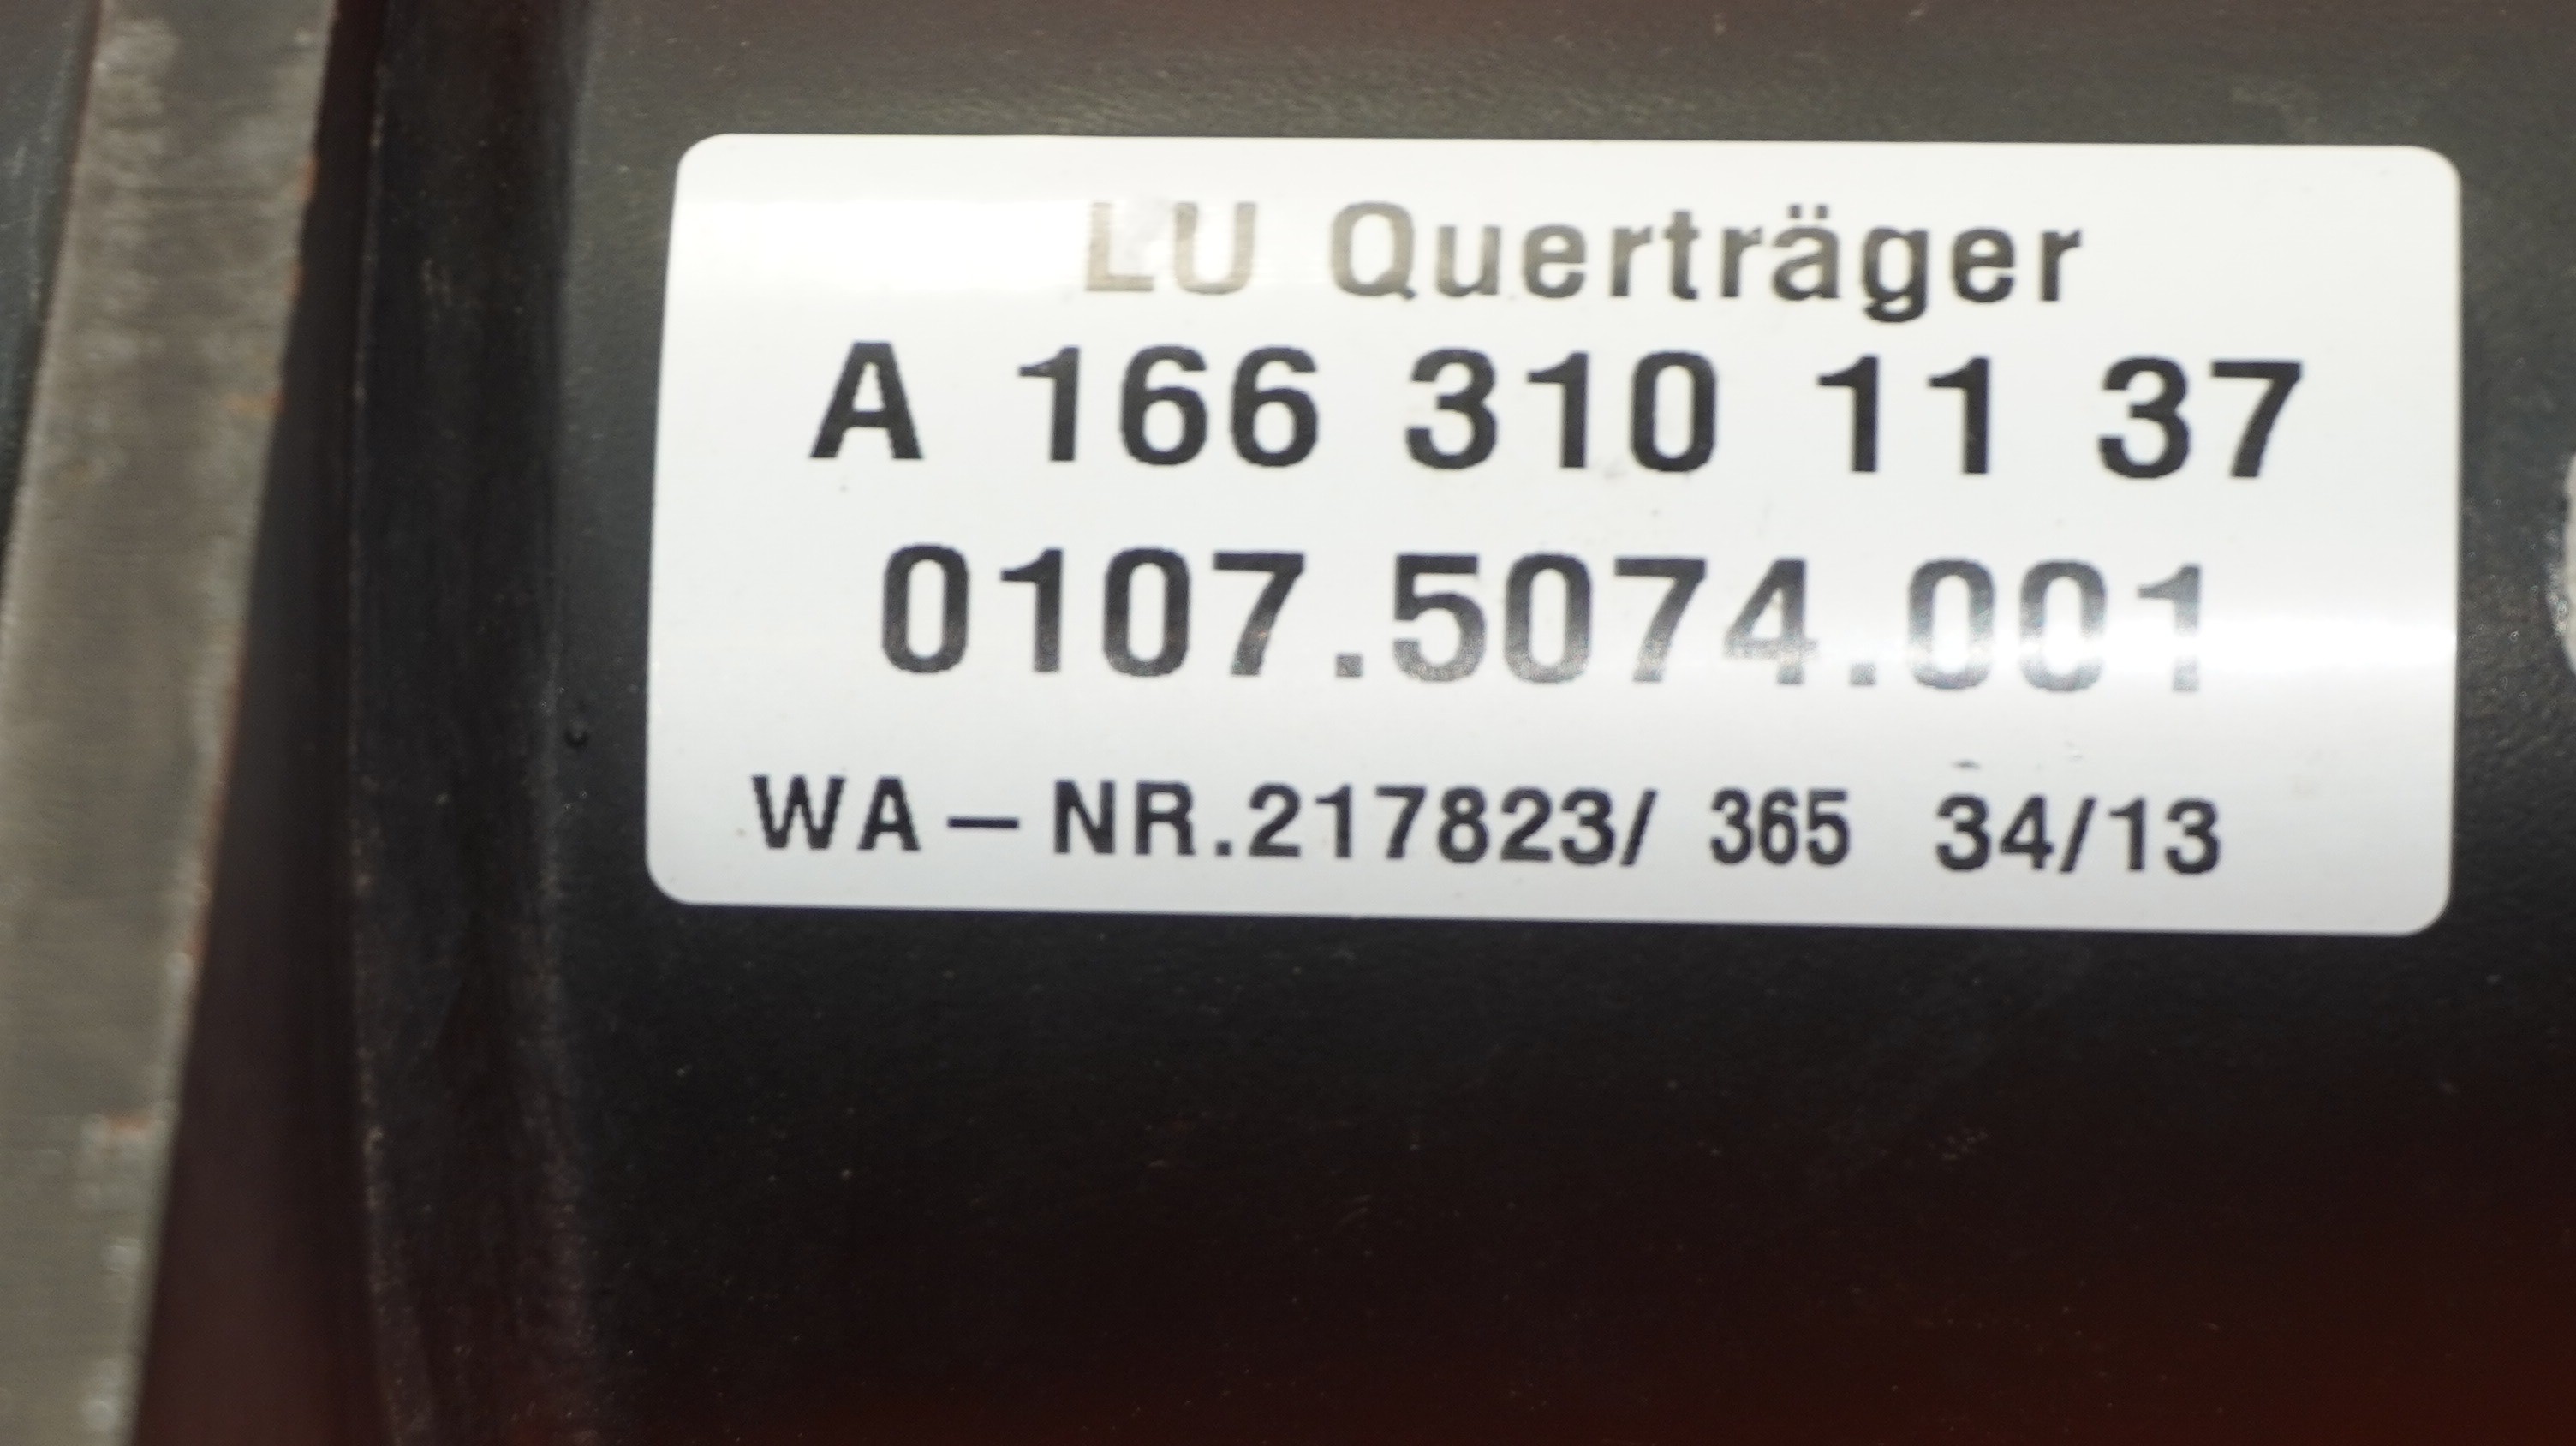 LU Querträger
A 166 310 11 37
0107.5074.001
WA-NR.217823/ 365 34/13